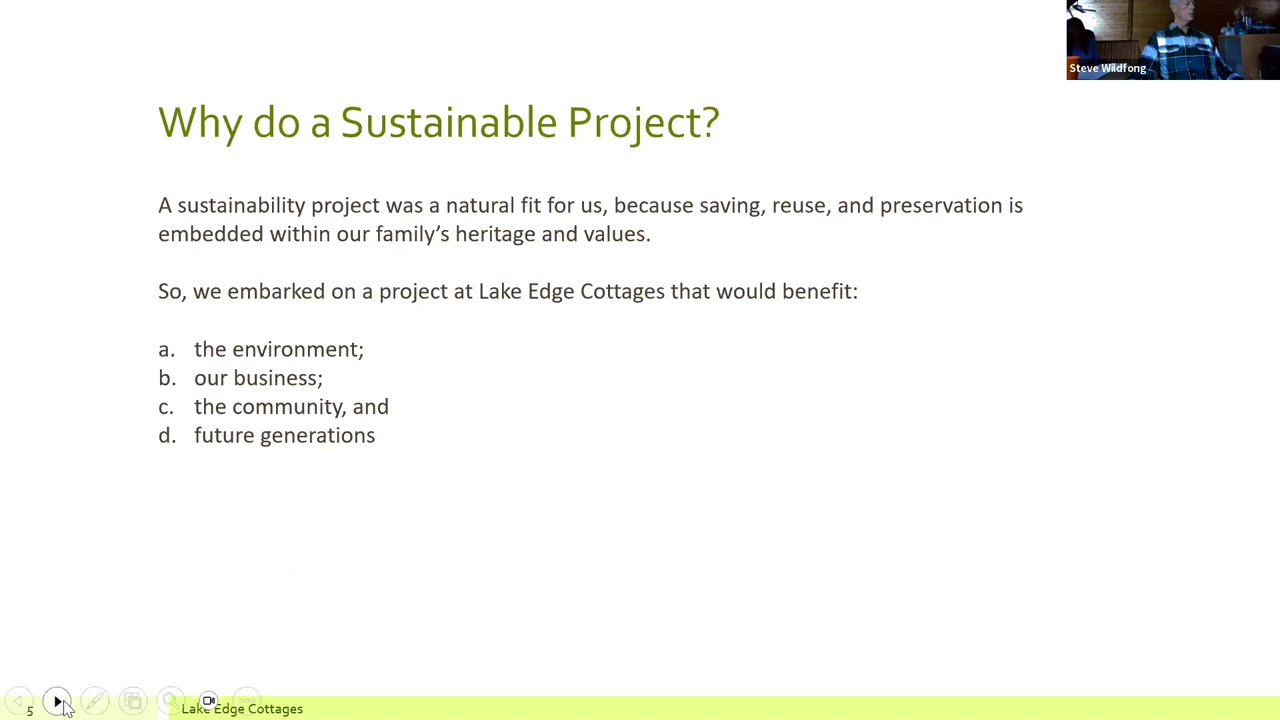 Steve Wildfong
Why do a Sustainable Project?
A sustainability project was a natural fit for us, because saving, reuse, and preservation is
embedded within our family’s heritage and values.
So, we embarked on a project at Lake Edge Cottages that would benefit:
a. the environment;
b. our business;
c. the community, and
d. future generations
5
Lake Edge Cottages